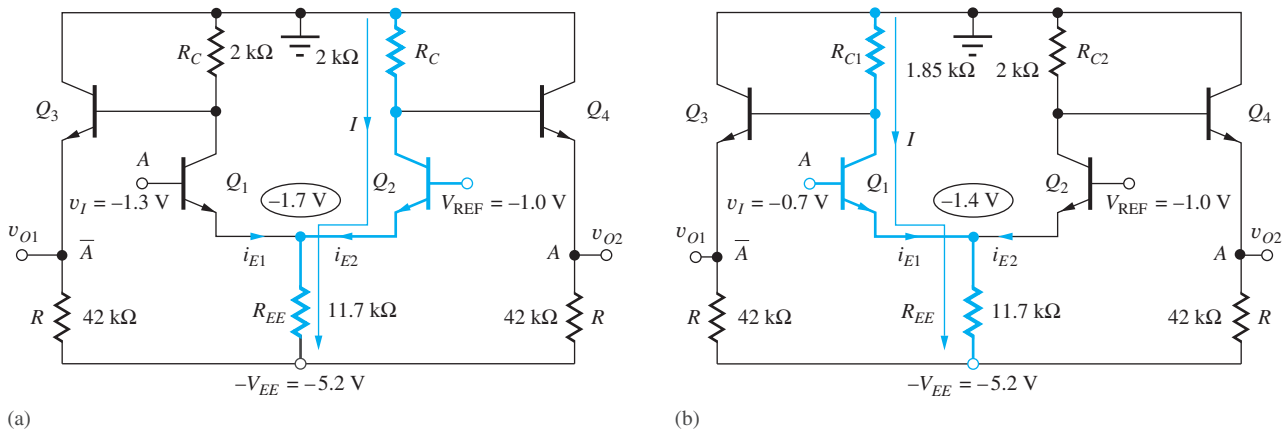 R_C 2 kΩ 2 kΩ R_C
Q_3 Q_4
I
A
Q_1 Q_2
v_I = –1.3 V –1.7 V V_REF = –1.0 V
v_O1 v_O2
A̅ i_E1 i_E2 A
R 42 kΩ R_EE 11.7 kΩ 42 kΩ R
–V_EE = –5.2 V
(a)
R_C1 1.85 kΩ 2 kΩ R_C2
Q_3 Q_4
I
A
Q_1 Q_2
v_I = –0.7 V –1.4 V V_REF = –1.0 V
v_O1 v_O2
A̅ i_E1 i_E2 A
R 42 kΩ R_EE 11.7 kΩ 42 kΩ R
–V_EE = –5.2 V
(b)